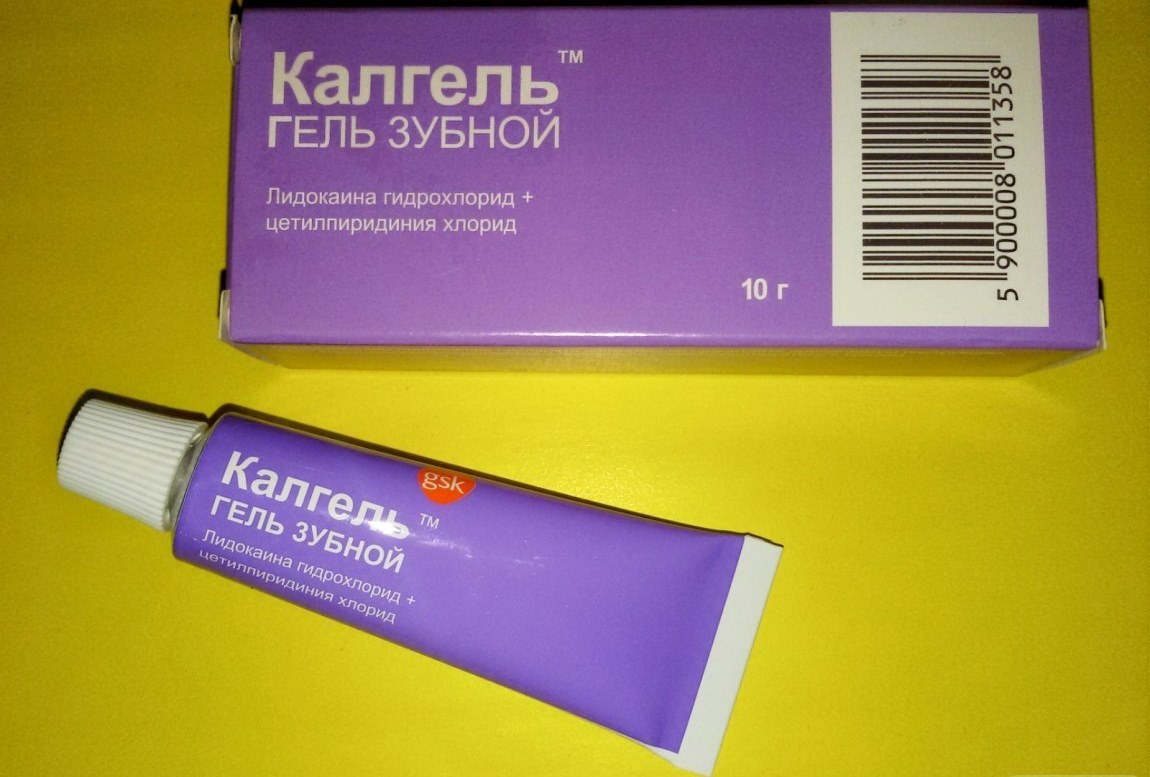 Калгель™
ГЕЛЬ ЗУБНОЙ
Лидокаина гидрохлорид +
цетилпиридиния хлорид
10 г
5 900008 011358
gsk
Калгель™
ГЕЛЬ ЗУБНОЙ
Лидокаина гидрохлорид +
цетилпиридиния хлорид